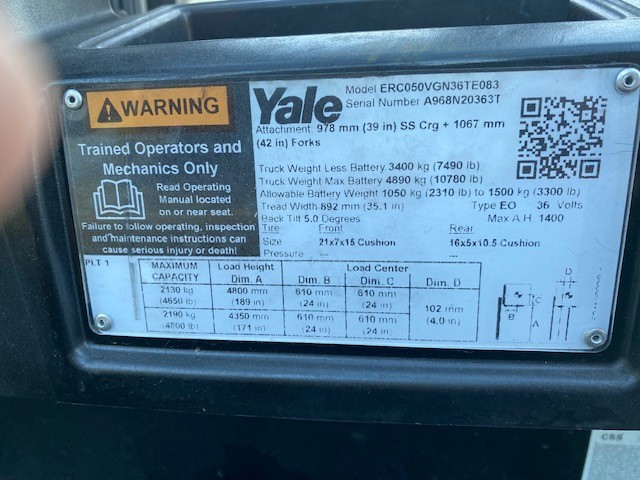 WARNING
Trained Operators and
Mechanics Only
Read Operating
Manual located
on or near seat.
Failure to follow operating, inspection
and maintenance instructions can
cause serious injury or death!
Yale
Model ERC050VGN36TE083
Serial Number A968N20363T
Attachment 978 mm (39 in) SS Crg + 1067 mm
(42 in) Forks
Truck Weight Less Battery 3400 kg (7490 lb)
Truck Weight Max Battery 4890 kg (10780 lb)
Allowable Battery Weight 1050 kg (2310 lb) to 1500 kg (3300 lb)
Tread Width 892 mm (35.1 in) Type EO 36 Volts
Back Tilt 5.0 Degrees Max A.H. 1400
Tire Front Rear
Size 21x7x15 Cushion 16x5x10.5 Cushion
Pressure --- ---
PLT 1
MAXIMUM CAPACITY Load Height Dim. A Load Center Dim. B Dim. C Dim. D
2130 kg (4650 lb) 4800 mm (189 in) 610 mm (24 in) 610 mm (24 in) 102 mm (4.0 in)
2190 kg (4800 lb) 4350 mm (171 in) 610 mm (24 in) 610 mm (24 in)
D
C
B
A
CSS